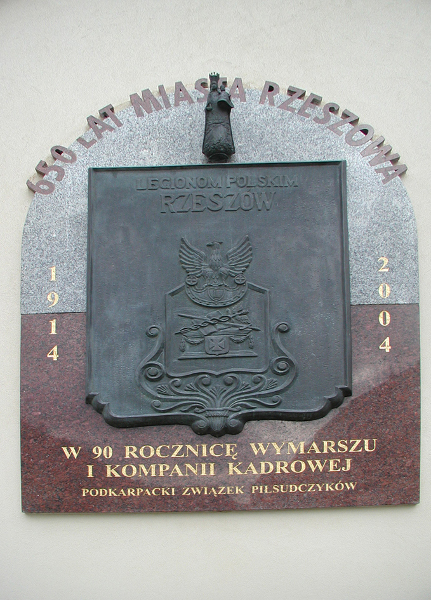 650 LAT MIASTA RZESZOWA
LEGIONOM POLSKIM
RZESZÓW
1914
2004
W 90 ROCZNICĘ WYMARSZU
I KOMPANII KADROWEJ
PODKARPACKI ZWIĄZEK PIŁSUDCZYKÓW